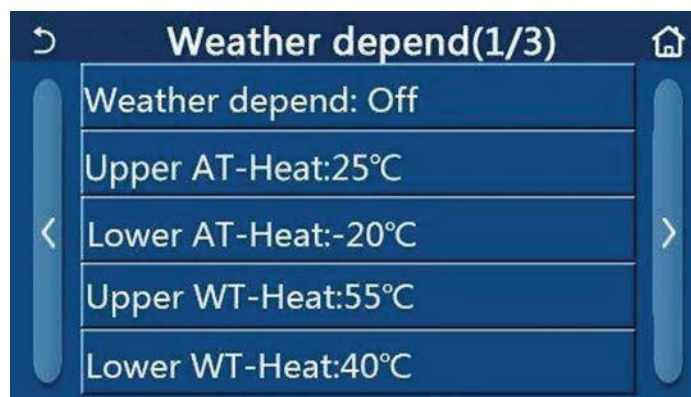 Weather depend(1/3)
Weather depend: Off
Upper AT-Heat:25℃
Lower AT-Heat:-20℃
Upper WT-Heat:55℃
Lower WT-Heat:40℃